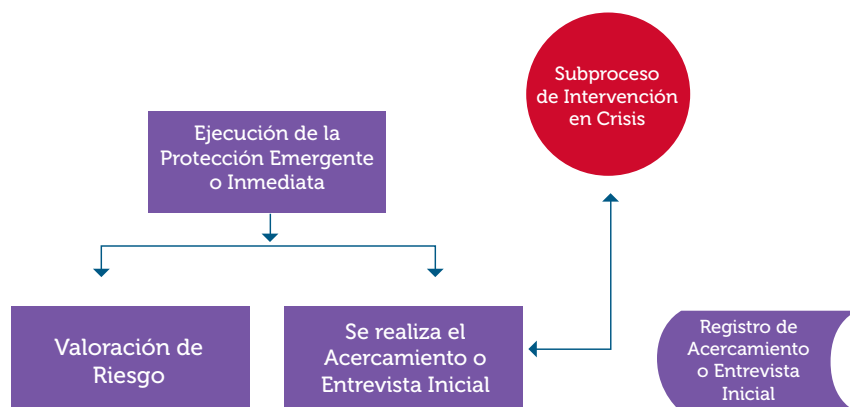 Subproceso
de Intervención
en Crisis
Ejecución de la
Protección Emergente
o Inmediata
Valoración de
Riesgo
Se realiza el
Acercamiento o
Entrevista Inicial
Registro de
Acercamiento
o Entrevista
Inicial